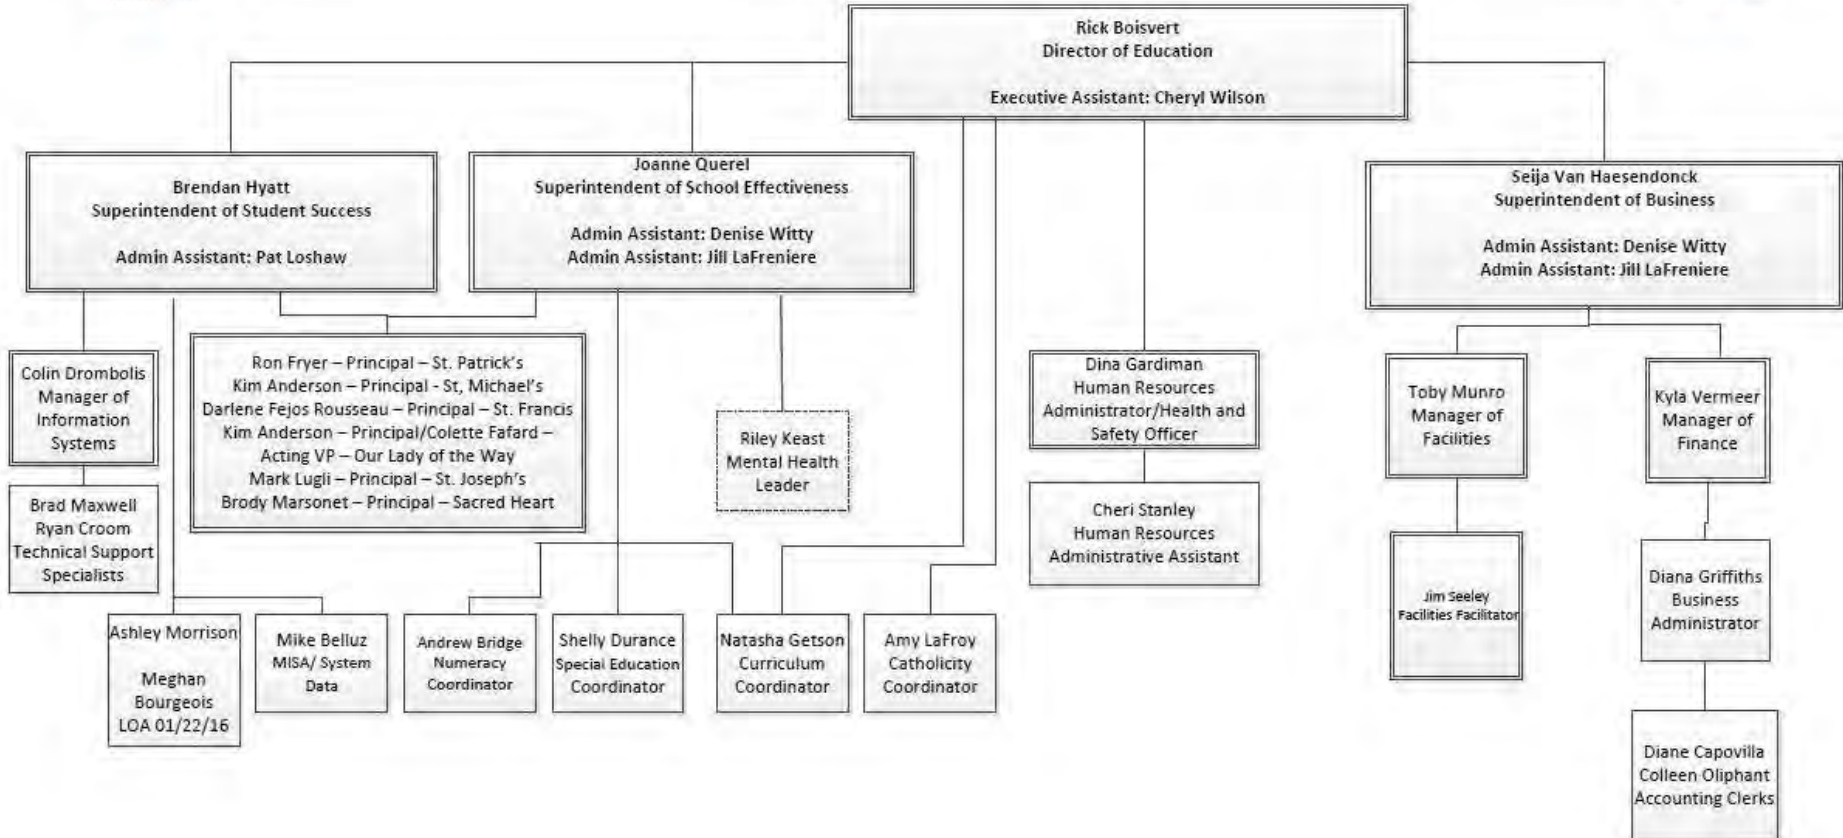 Rick Boisvert
Director of Education
Executive Assistant: Cheryl Wilson
Brendan Hyatt
Superintendent of Student Success
Admin Assistant: Pat Loshaw
Joanne Querel
Superintendent of School Effectiveness
Admin Assistant: Denise Witty
Admin Assistant: Jill LaFreniere
Seija Van Haesendonck
Superintendent of Business
Admin Assistant: Denise Witty
Admin Assistant: Jill LaFreniere
Colin Drombolis
Manager of
Information
Systems
Brad Maxwell
Ryan Croom
Technical Support
Specialists
Ron Fryer – Principal – St. Patrick's
Kim Anderson – Principal - St, Michael's
Darlene Fejos Rousseau – Principal – St. Francis
Kim Anderson – Principal/Colette Fafard –
Acting VP – Our Lady of the Way
Mark Lugli – Principal – St. Joseph's
Brody Marsonet – Principal – Sacred Heart
Riley Keast
Mental Health
Leader
Dina Gardiman
Human Resources
Administrator/Health and
Safety Officer
Cheri Stanley
Human Resources
Administrative Assistant
Toby Munro
Manager of
Facilities
Jim Seeley
Facilities Facilitator
Kyla Vermeer
Manager of
Finance
Diana Griffiths
Business
Administrator
Diane Capovilla
Colleen Oliphant
Accounting Clerks
Ashley Morrison
Meghan
Bourgeois
LOA 01/22/16
Mike Belluz
MISA/ System
Data
Andrew Bridge
Numeracy
Coordinator
Shelly Durance
Special Education
Coordinator
Natasha Getson
Curriculum
Coordinator
Amy LaFroy
Catholicity
Coordinator